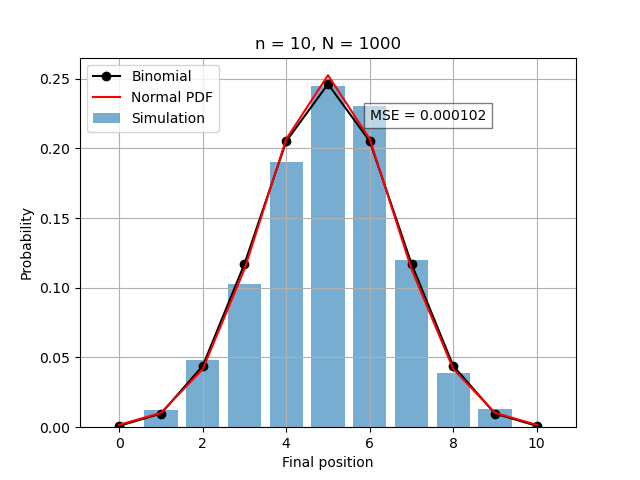 n = 10, N = 1000
Binomial
Normal PDF
Simulation
MSE = 0.000102
0.25
0.20
0.15
0.10
0.05
0.00
Probability
0 2 4 6 8 10
Final position